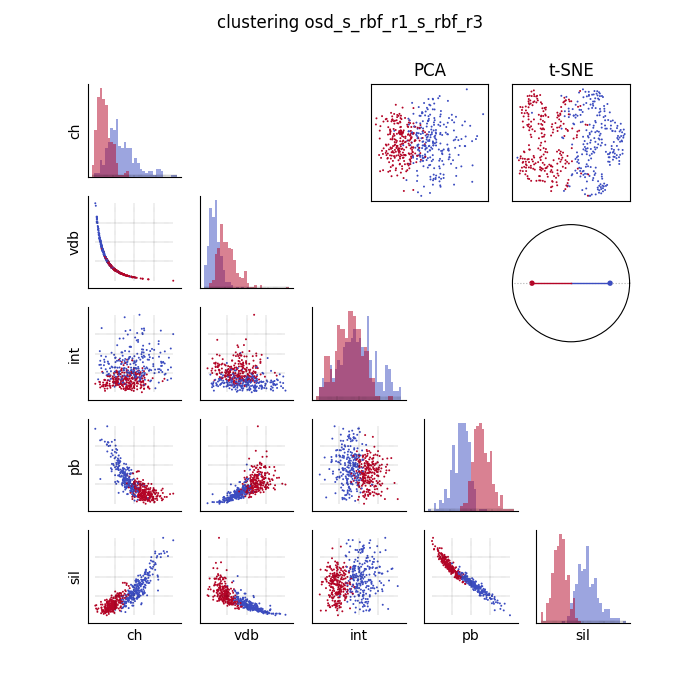 clustering osd_s_rbf_r1_s_rbf_r3
PCA
t-SNE
ch
vdb
int
pb
sil
ch
vdb
int
pb
sil